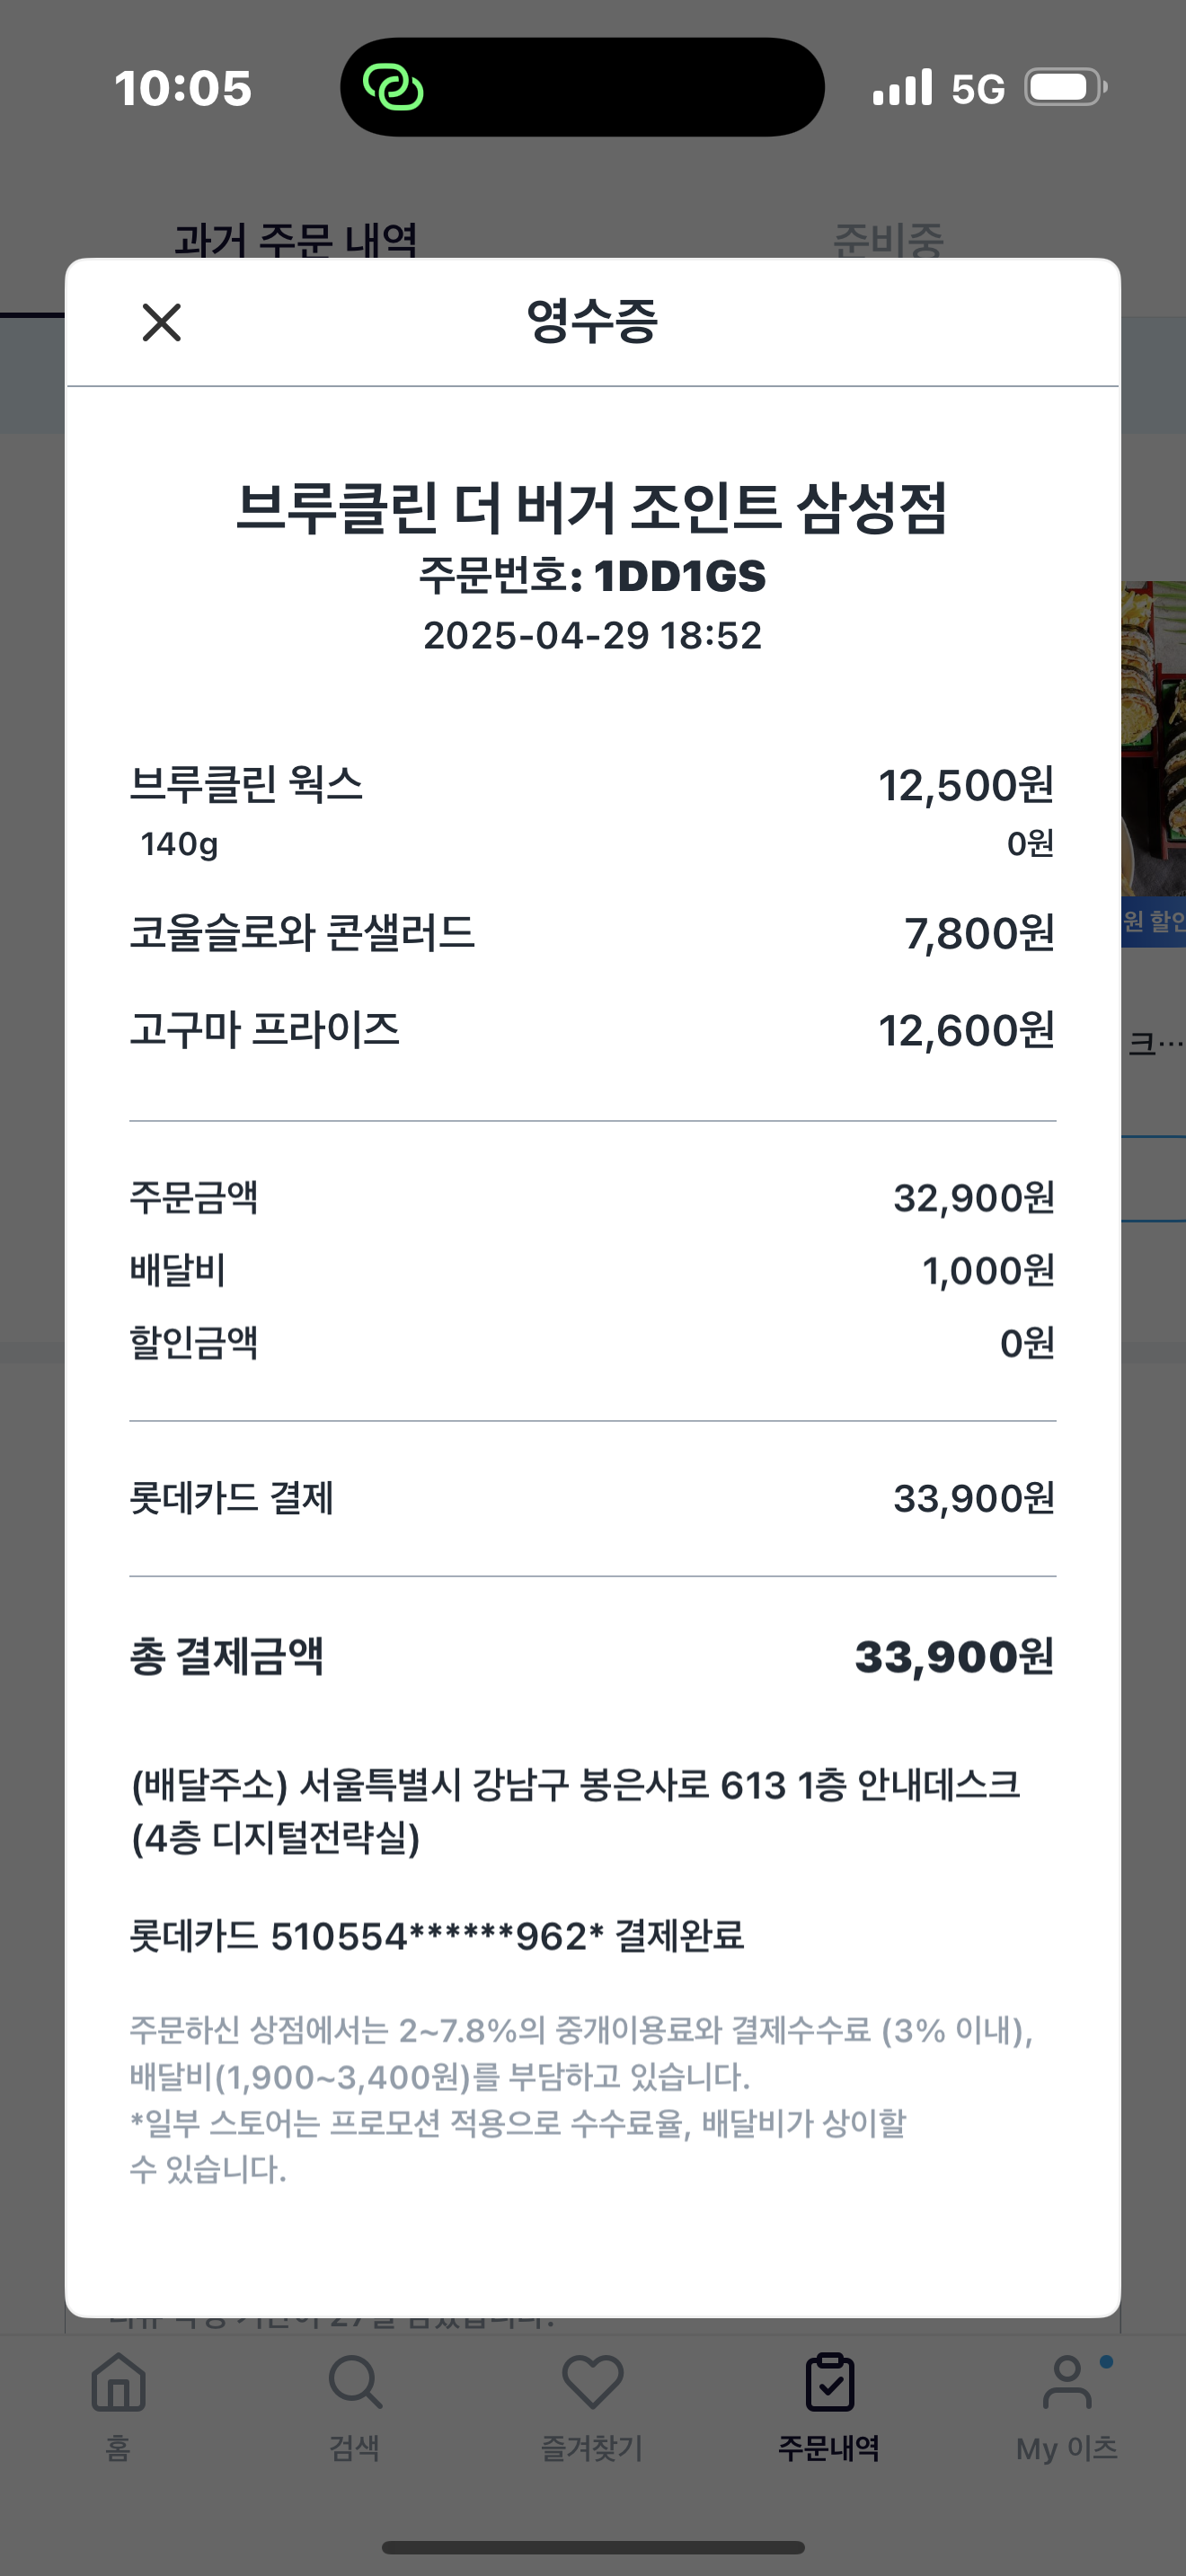 10:05
5G
과거 주문 내역
준비중
영수증
브루클린 더 버거 조인트 삼성점
주문번호: 1DD1GS
2025-04-29 18:52
브루클린 웍스 12,500원
140g 0원
코울슬로와 콘샐러드 7,800원
고구마 프라이즈 12,600원
원 할인
크…
주문금액 32,900원
배달비 1,000원
할인금액 0원
롯데카드 결제 33,900원
총 결제금액 33,900원
(배달주소) 서울특별시 강남구 봉은사로 613 1층 안내데스크
(4층 디지털전략실)
롯데카드 510554******962* 결제완료
주문하신 상점에서는 2~7.8%의 중개이용료와 결제수수료 (3% 이내),
배달비(1,900~3,400원)를 부담하고 있습니다.
*일부 스토어는 프로모션 적용으로 수수료율, 배달비가 상이할
수 있습니다.
홈
검색
즐겨찾기
주문내역
My 이츠